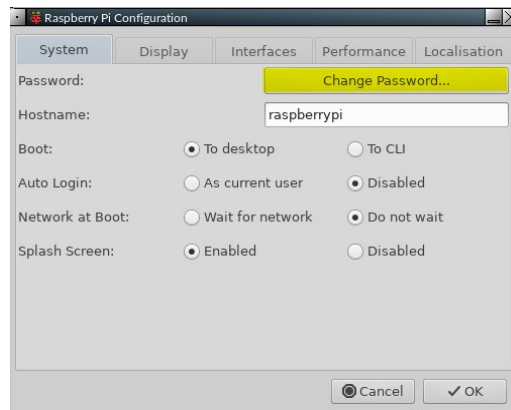 Raspberry Pi Configuration
System Display Interfaces Performance Localisation
Password: Change Password...
Hostname: raspberrypi
Boot: To desktop To CLI
Auto Login: As current user Disabled
Network at Boot: Wait for network Do not wait
Splash Screen: Enabled Disabled
Cancel OK